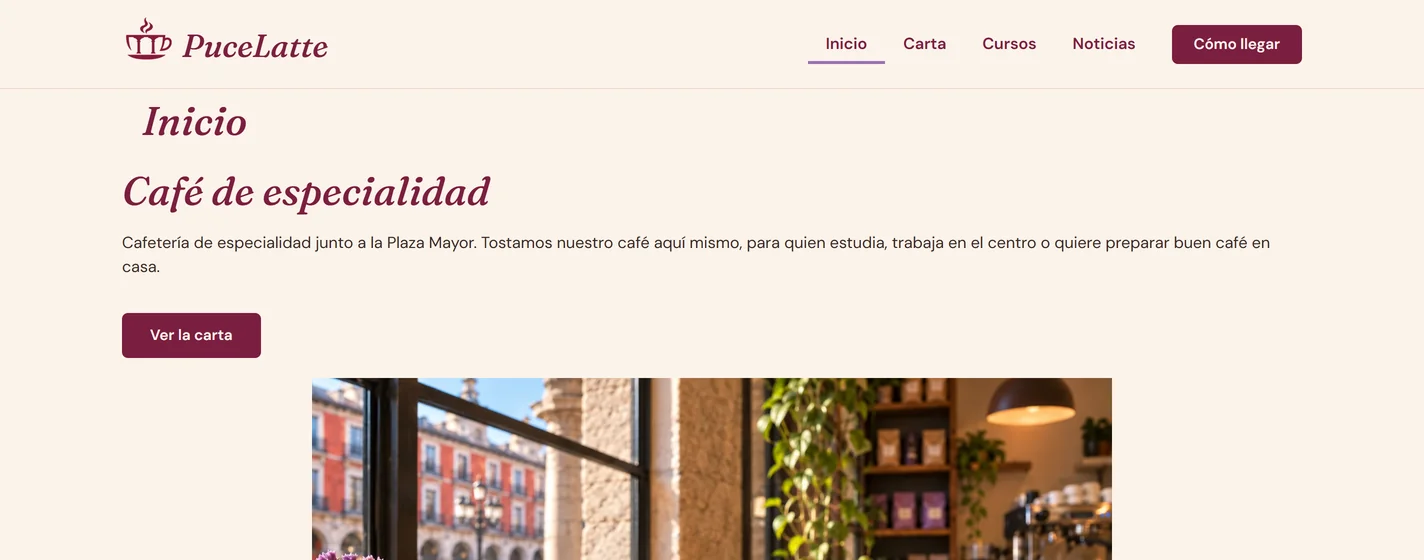 PuceLatte
Inicio
Carta
Cursos
Noticias
Cómo llegar
Inicio
Café de especialidad
Cafetería de especialidad junto a la Plaza Mayor. Tostamos nuestro café aquí mismo, para quien estudia, trabaja en el centro o quiere preparar buen café en
casa.
Ver la carta